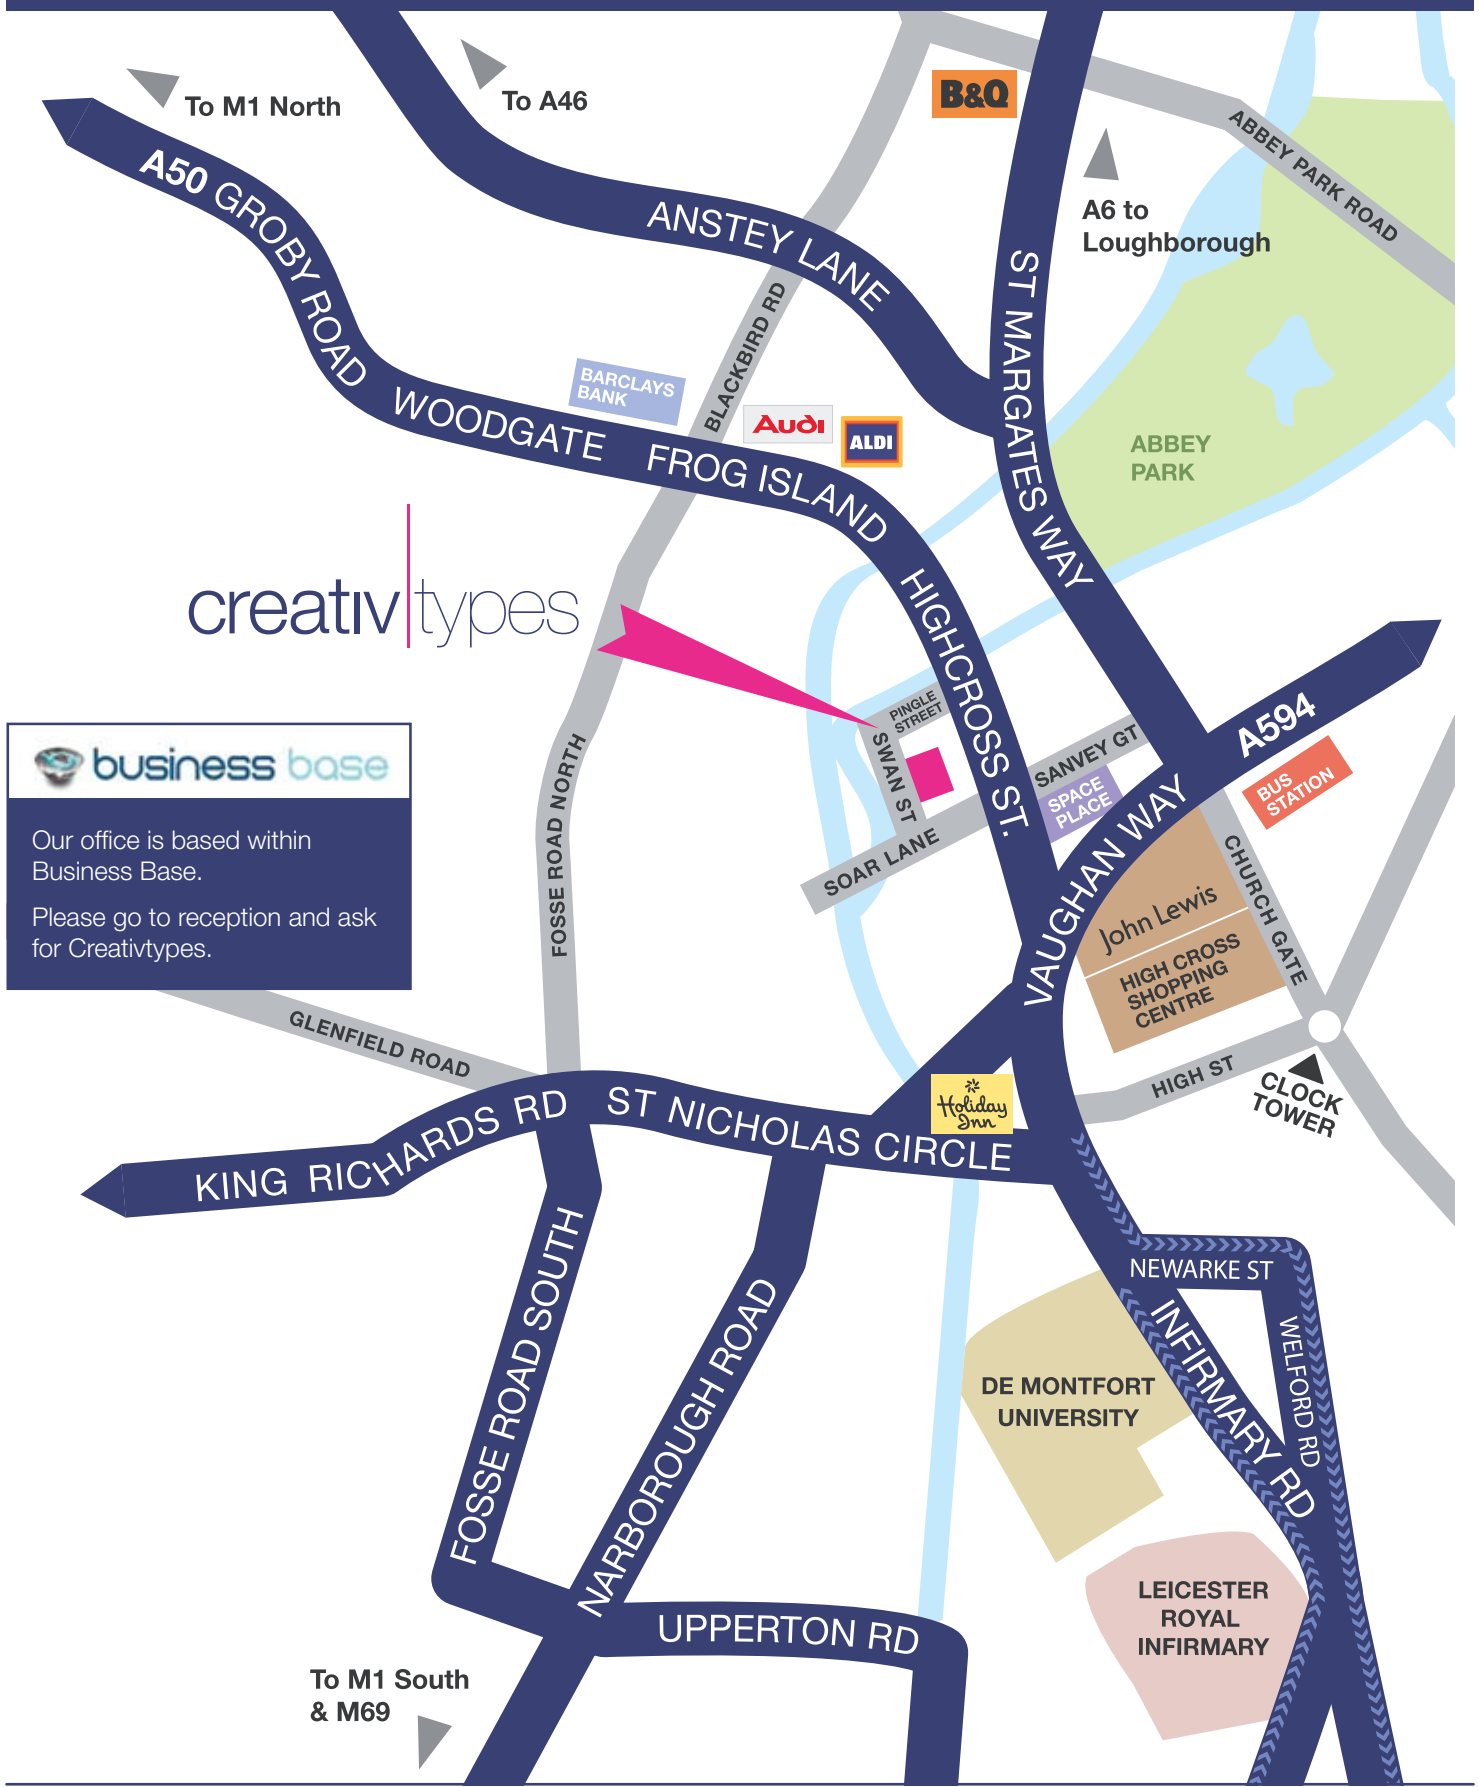 To M1 North
To A46
B&Q
ABBEY PARK ROAD
A6 to
Loughborough
A50 GROBY ROAD
ANSTEY LANE
ST MARGATES WAY
BLACKBIRD RD
BARCLAYS
BANK
Audi
ALDI
WOODGATE
FROG ISLAND
ABBEY
PARK
creativ|types
HIGHCROSS ST.
PINGLE
STREET
SWAN ST
SANVEY GT
SPACE
PLACE
SOAR LANE
A594
BUS
STATION
VAUGHAN WAY
CHURCH GATE
John Lewis
HIGH CROSS
SHOPPING
CENTRE
business base
Our office is based within
Business Base.
Please go to reception and ask
for Creativtypes.
FOSSE ROAD NORTH
GLENFIELD ROAD
HIGH ST
CLOCK
TOWER
Holiday
Inn
KING RICHARDS RD
ST NICHOLAS CIRCLE
NEWARKE ST
WELFORD RD
INFIRMARY RD
FOSSE ROAD SOUTH
NARBOROUGH ROAD
DE MONTFORT
UNIVERSITY
LEICESTER
ROYAL
INFIRMARY
UPPERTON RD
To M1 South
& M69